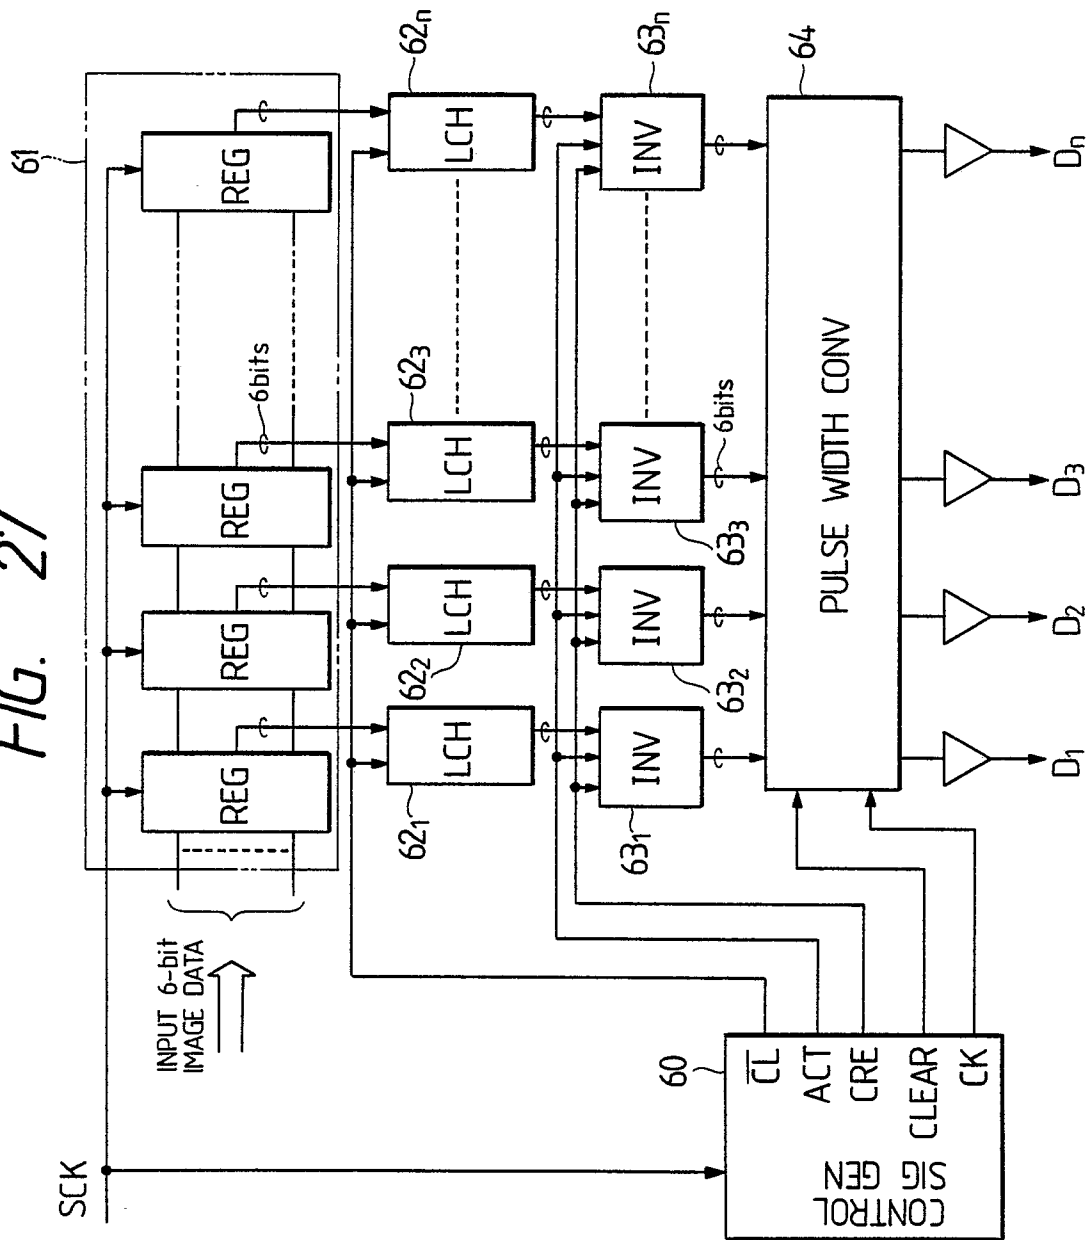 FIG. 27
SCK
61
INPUT 6-bit
IMAGE DATA
REG
REG
REG
REG
6bits
62₁
62₂
62₃
62n
LCH
LCH
LCH
LCH
63₁
63₂
63₃
63n
INV
INV
INV
INV
6bits
64
PULSE WIDTH CONV
60
CONTROL
SIG GEN
C̅L̅
ACT
CRE
CLEAR
CK
D₁
D₂
D₃
Dn